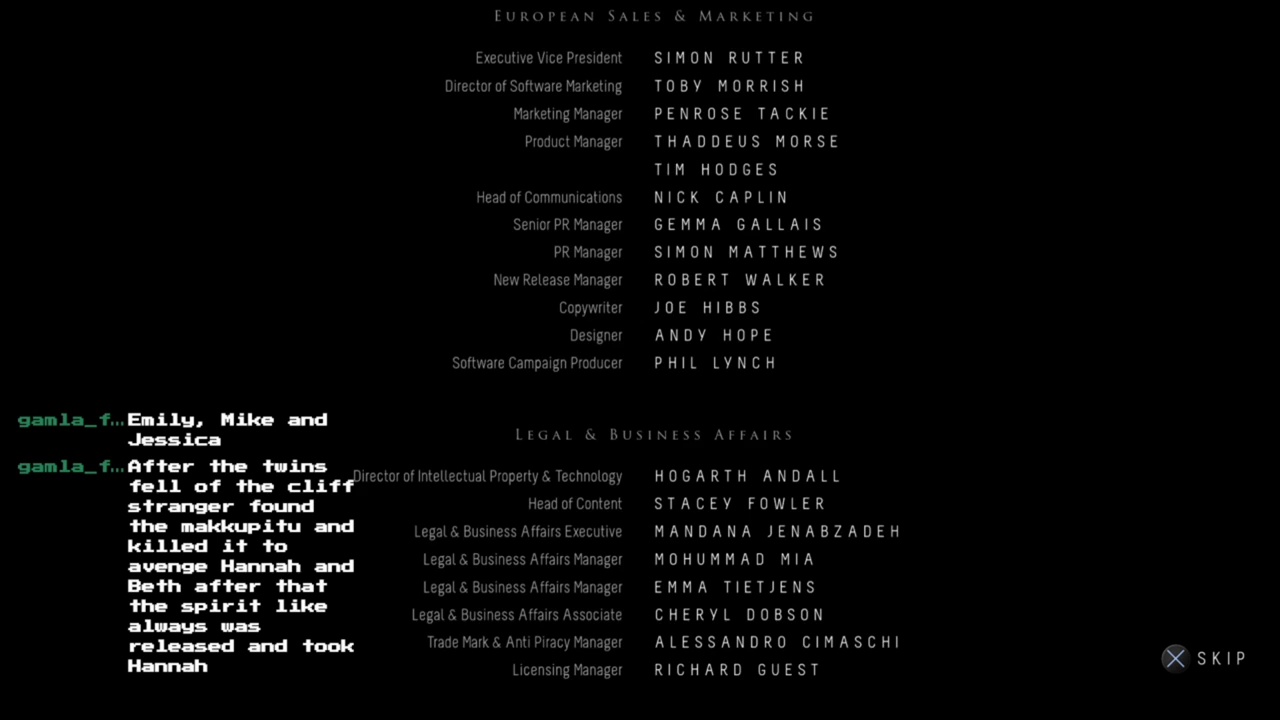 EUROPEAN SALES & MARKETING
Executive Vice President SIMON RUTTER
Director of Software Marketing TOBY MORRISH
Marketing Manager PENROSE TACKIE
Product Manager THADDEUS MORSE
TIM HODGES
Head of Communications NICK CAPLIN
Senior PR Manager GEMMA GALLAIS
PR Manager SIMON MATTHEWS
New Release Manager ROBERT WALKER
Copywriter JOE HIBBS
Designer ANDY HOPE
Software Campaign Producer PHIL LYNCH
gamla_f... Emily, Mike and
Jessica
gamla_f... After the twins
fell of the cliff
stranger found
the makkupitu and
killed it to
avenge Hannah and
Beth after that
the spirit like
always was
released and took
Hannah
LEGAL & BUSINESS AFFAIRS
Director of Intellectual Property & Technology HOGARTH ANDALL
Head of Content STACEY FOWLER
Legal & Business Affairs Executive MANDANA JENABZADEH
Legal & Business Affairs Manager MOHUMMAD MIA
Legal & Business Affairs Manager EMMA TIETJENS
Legal & Business Affairs Associate CHERYL DOBSON
Trade Mark & Anti Piracy Manager ALESSANDRO CIMASCHI
Licensing Manager RICHARD GUEST
SKIP